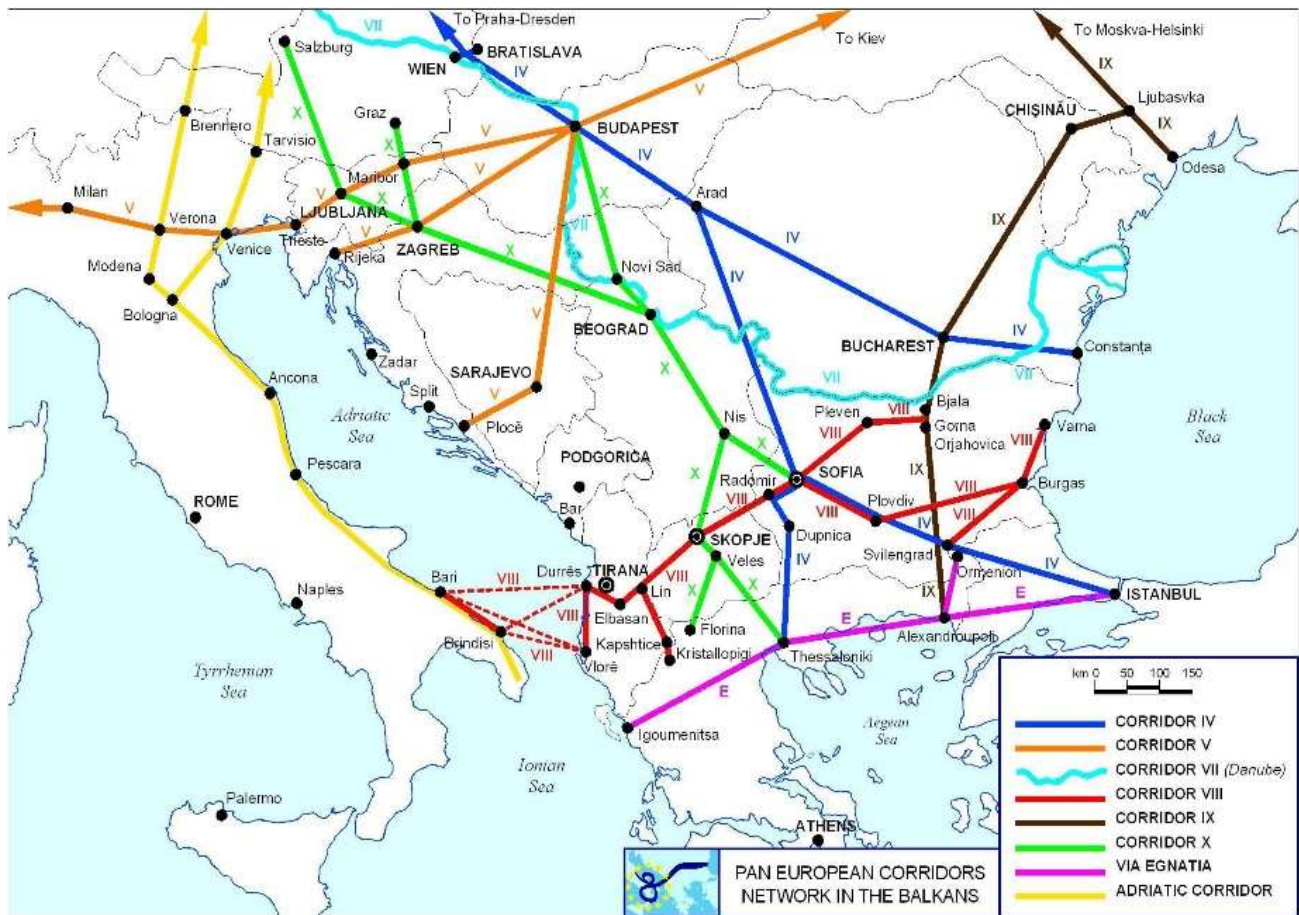 To Praha-Dresden
VII
Salzburg
BRATISLAVA
WIEN
IV
To Kiev
To Moskva-Helsinki
IX
Ljubasvka
CHIȘINĂU
IX
Odesa
V
X
Graz
BUDAPEST
Brennero
Tarvisio
X
V
IV
Maribor
V
X
Arad
Milan
V
Verona
V
LJUBLJANA
X
Venice
Trieste
V
Rijeka
ZAGREB
VII
X
IV
IX
IV
Modena
Novi Sad
Bologna
BEOGRAD
BUCHAREST
IV
Constanța
Zadar
SARAJEVO
V
X
VII
VII
Ancona
Split
Pleven
VIII
Bjala
Adriatic
Sea
Plocě
Nis
VIII
Gorna
Orjahovica
VIII
Varna
Black
Sea
X
SOFIA
PODGORICA
Radomir
IX
Pescara
X
VIII
VIII
Plovdiv
VIII
Burgas
ROME
Bar
IV
VIII
Dupnica
SKOPJE
Svilengrad
Veles
IV
Ormenion
IV
Durrës
TIRANA
Bari
VIII
VIII
Lin
X
IX
E
ISTANBUL
Naples
VIII
Elbasan
X
Florina
Alexandroupoli
Brindisi
Kapshtice
E
VIII
Vlorë
Kristallopigi
Thessaloniki
Tyrrhenian
Sea
E
km 0 50 100 150
Igoumenitsa
Aegean
Sea
CORRIDOR IV
CORRIDOR V
Ionian
Sea
CORRIDOR VII (Danube)
CORRIDOR VIII
Palermo
CORRIDOR IX
ATHENS
CORRIDOR X
PAN EUROPEAN CORRIDORS
NETWORK IN THE BALKANS
VIA EGNATIA
ADRIATIC CORRIDOR